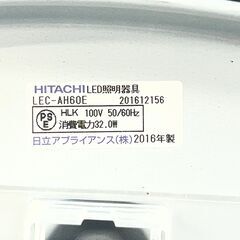 HITACHI LED照明器具
LEC-AH60E 201612156
PS
E
HLK 100V 50/60Hz
消費電力32.0W
日立アプライアンス(株) 2016年製